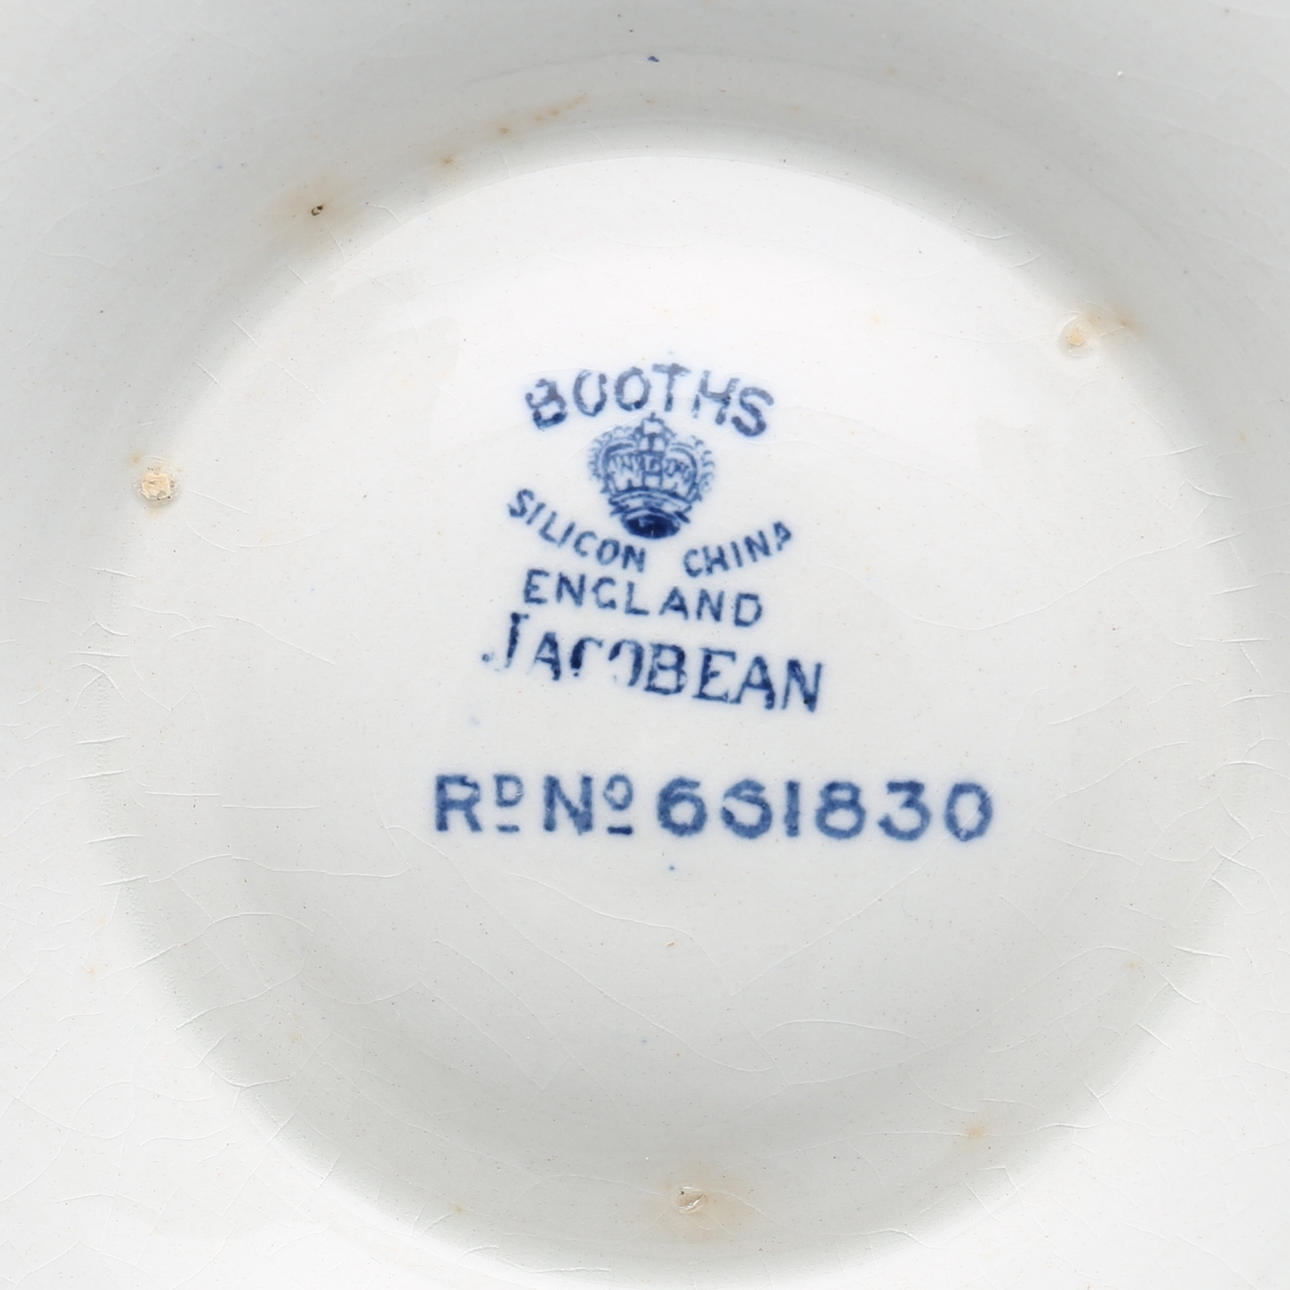 BOOTHS
SILICON CHINA
ENGLAND
JACOBEAN
RD NO 661830